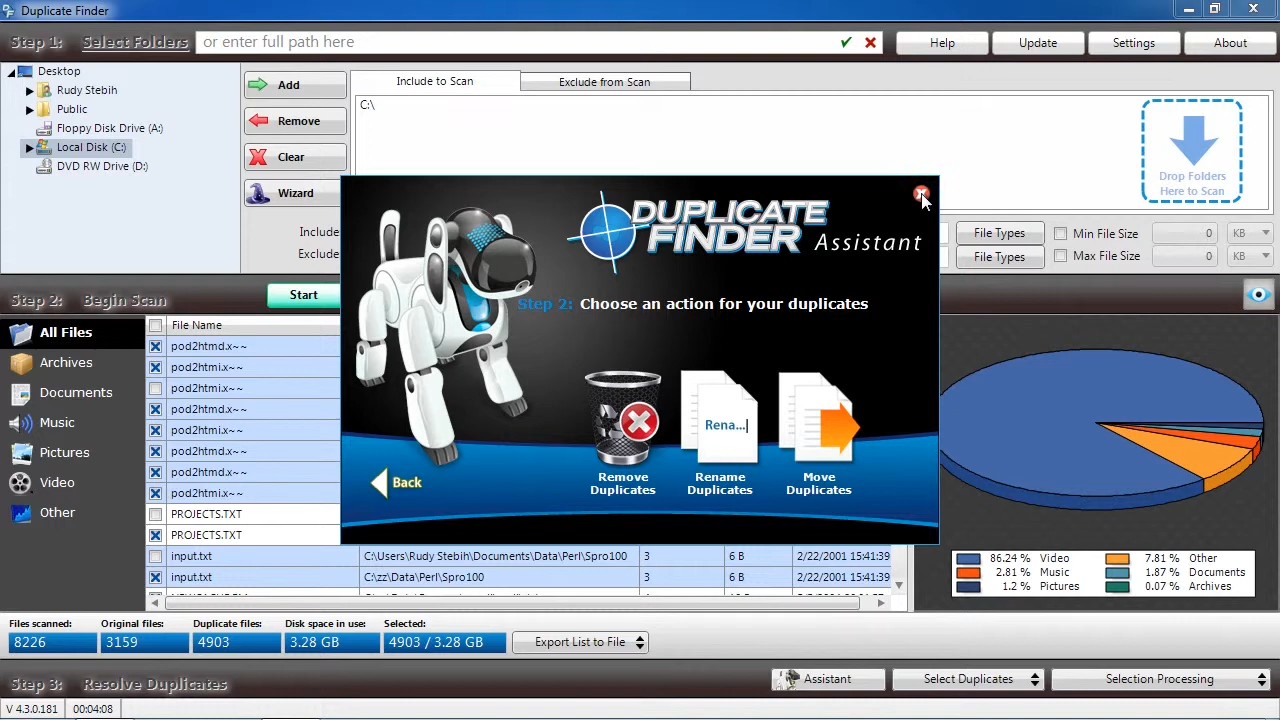 Duplicate Finder
Step 1: Select Folders
or enter full path here
Help
Update
Settings
About
Desktop
Rudy Stebih
Public
Floppy Disk Drive (A:)
Local Disk (C:)
DVD RW Drive (D:)
Add
Remove
Clear
Wizard
Include to Scan
Exclude from Scan
C:\
Drop Folders
Here to Scan
Include
Exclude
File Types
Min File Size
0
KB
File Types
Max File Size
0
KB
DUPLICATE
FINDER Assistant
Step 2: Choose an action for your duplicates
Rena...|
Back
Remove
Duplicates
Rename
Duplicates
Move
Duplicates
Step 2: Begin Scan
Start
All Files
Archives
Documents
Music
Pictures
Video
Other
File Name
pod2htmd.x~~
pod2htmi.x~~
pod2htmd.x~~
pod2htmi.x~~
pod2htmd.x~~
pod2htmi.x~~
pod2htmd.x~~
pod2htmi.x~~
PROJECTS.TXT
PROJECTS.TXT
input.txt C:\Users\Rudy Stebih\Documents\Data\Perl\Spro100 3 6 B 2/22/2001 15:41:39
input.txt C:\zz\Data\Perl\Spro100 3 6 B 2/22/2001 15:41:39
86.24 % Video 7.81 % Other
2.81 % Music 1.87 % Documents
1.2 % Pictures 0.07 % Archives
Files scanned: Original files: Duplicate files: Disk space in use: Selected:
8226 3159 4903 3.28 GB 4903 / 3.28 GB
Export List to File
Step 3: Resolve Duplicates
Assistant
Select Duplicates
Selection Processing
V 4.3.0.181 00:04:08